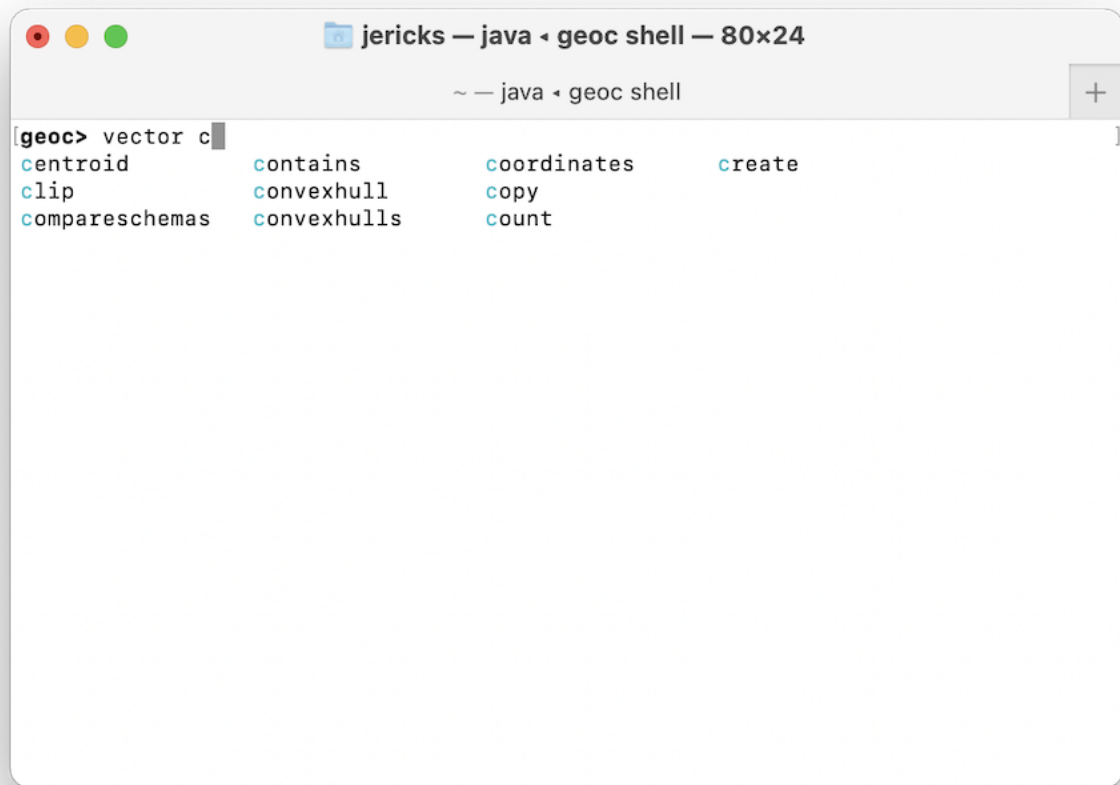 jericks — java ◂ geoc shell — 80×24
~ — java ◂ geoc shell
[geoc> vector c ]
centroid contains coordinates create
clip convexhull copy
compareschemas convexhulls count